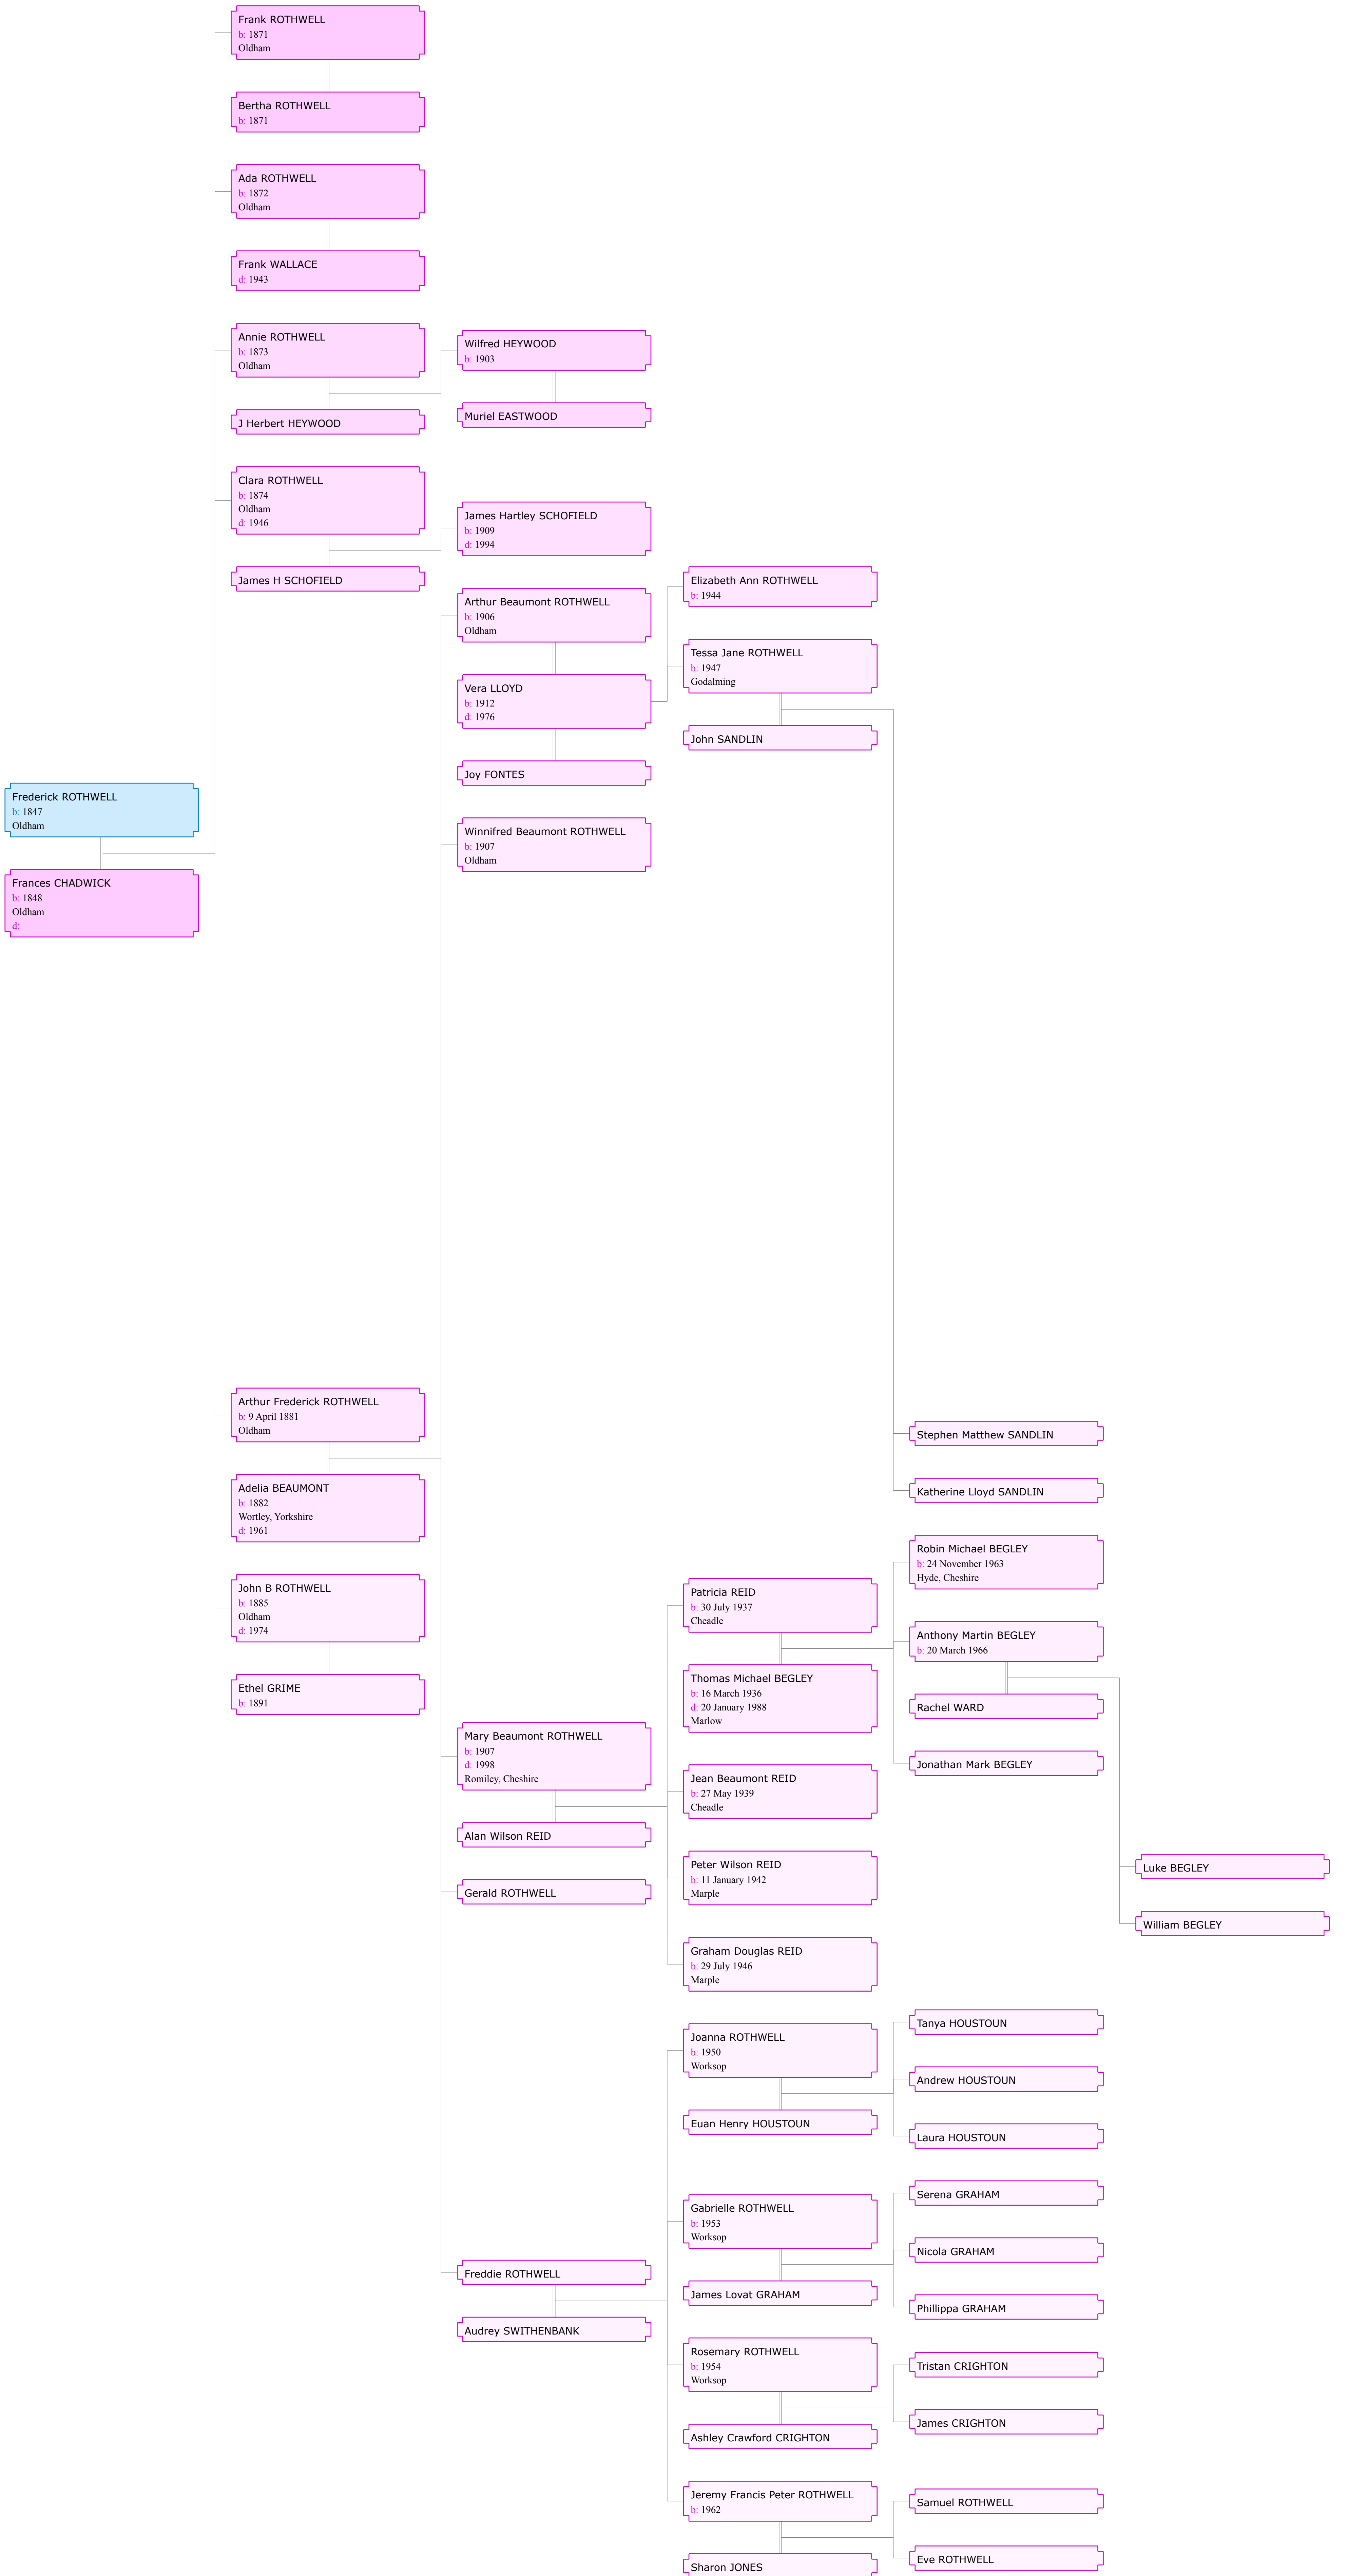 Frederick ROTHWELL
b: 1847
Oldham
Frances CHADWICK
b: 1848
Oldham
d:
Frank ROTHWELL
b: 1871
Oldham
Bertha ROTHWELL
b: 1871
Ada ROTHWELL
b: 1872
Oldham
Frank WALLACE
d: 1943
Annie ROTHWELL
b: 1873
Oldham
J Herbert HEYWOOD
Clara ROTHWELL
b: 1874
Oldham
d: 1946
James H SCHOFIELD
Arthur Frederick ROTHWELL
b: 9 April 1881
Oldham
Adelia BEAUMONT
b: 1882
Wortley, Yorkshire
d: 1961
John B ROTHWELL
b: 1885
Oldham
d: 1974
Ethel GRIME
b: 1891
Wilfred HEYWOOD
b: 1903
Muriel EASTWOOD
James Hartley SCHOFIELD
b: 1909
d: 1994
Arthur Beaumont ROTHWELL
b: 1906
Oldham
Vera LLOYD
b: 1912
d: 1976
Joy FONTES
Winnifred Beaumont ROTHWELL
b: 1907
Oldham
Mary Beaumont ROTHWELL
b: 1907
d: 1998
Romiley, Cheshire
Alan Wilson REID
Gerald ROTHWELL
Freddie ROTHWELL
Audrey SWITHENBANK
Elizabeth Ann ROTHWELL
b: 1944
Tessa Jane ROTHWELL
b: 1947
Godalming
John SANDLIN
Patricia REID
b: 30 July 1937
Cheadle
Thomas Michael BEGLEY
b: 16 March 1936
d: 20 January 1988
Marlow
Jean Beaumont REID
b: 27 May 1939
Cheadle
Peter Wilson REID
b: 11 January 1942
Marple
Graham Douglas REID
b: 29 July 1946
Marple
Joanna ROTHWELL
b: 1950
Worksop
Euan Henry HOUSTOUN
Gabrielle ROTHWELL
b: 1953
Worksop
James Lovat GRAHAM
Rosemary ROTHWELL
b: 1954
Worksop
Ashley Crawford CRIGHTON
Jeremy Francis Peter ROTHWELL
b: 1962
Sharon JONES
Stephen Matthew SANDLIN
Katherine Lloyd SANDLIN
Robin Michael BEGLEY
b: 24 November 1963
Hyde, Cheshire
Anthony Martin BEGLEY
b: 20 March 1966
Rachel WARD
Jonathan Mark BEGLEY
Tanya HOUSTOUN
Andrew HOUSTOUN
Laura HOUSTOUN
Serena GRAHAM
Nicola GRAHAM
Phillippa GRAHAM
Tristan CRIGHTON
James CRIGHTON
Samuel ROTHWELL
Eve ROTHWELL
Luke BEGLEY
William BEGLEY